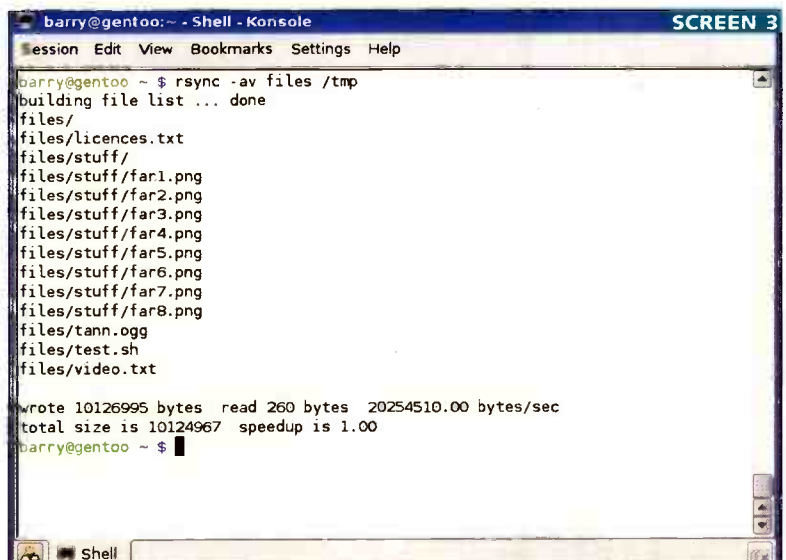 barry@gentoo:~ - Shell - Konsole
SCREEN 3
Session Edit View Bookmarks Settings Help
barry@gentoo ~ $ rsync -av files /tmp
building file list ... done
files/
files/licences.txt
files/stuff/
files/stuff/far1.png
files/stuff/far2.png
files/stuff/far3.png
files/stuff/far4.png
files/stuff/far5.png
files/stuff/far6.png
files/stuff/far7.png
files/stuff/far8.png
files/tann.ogg
files/test.sh
files/video.txt
wrote 10126995 bytes read 260 bytes 20254510.00 bytes/sec
total size is 10124967 speedup is 1.00
barry@gentoo ~ $
Shell